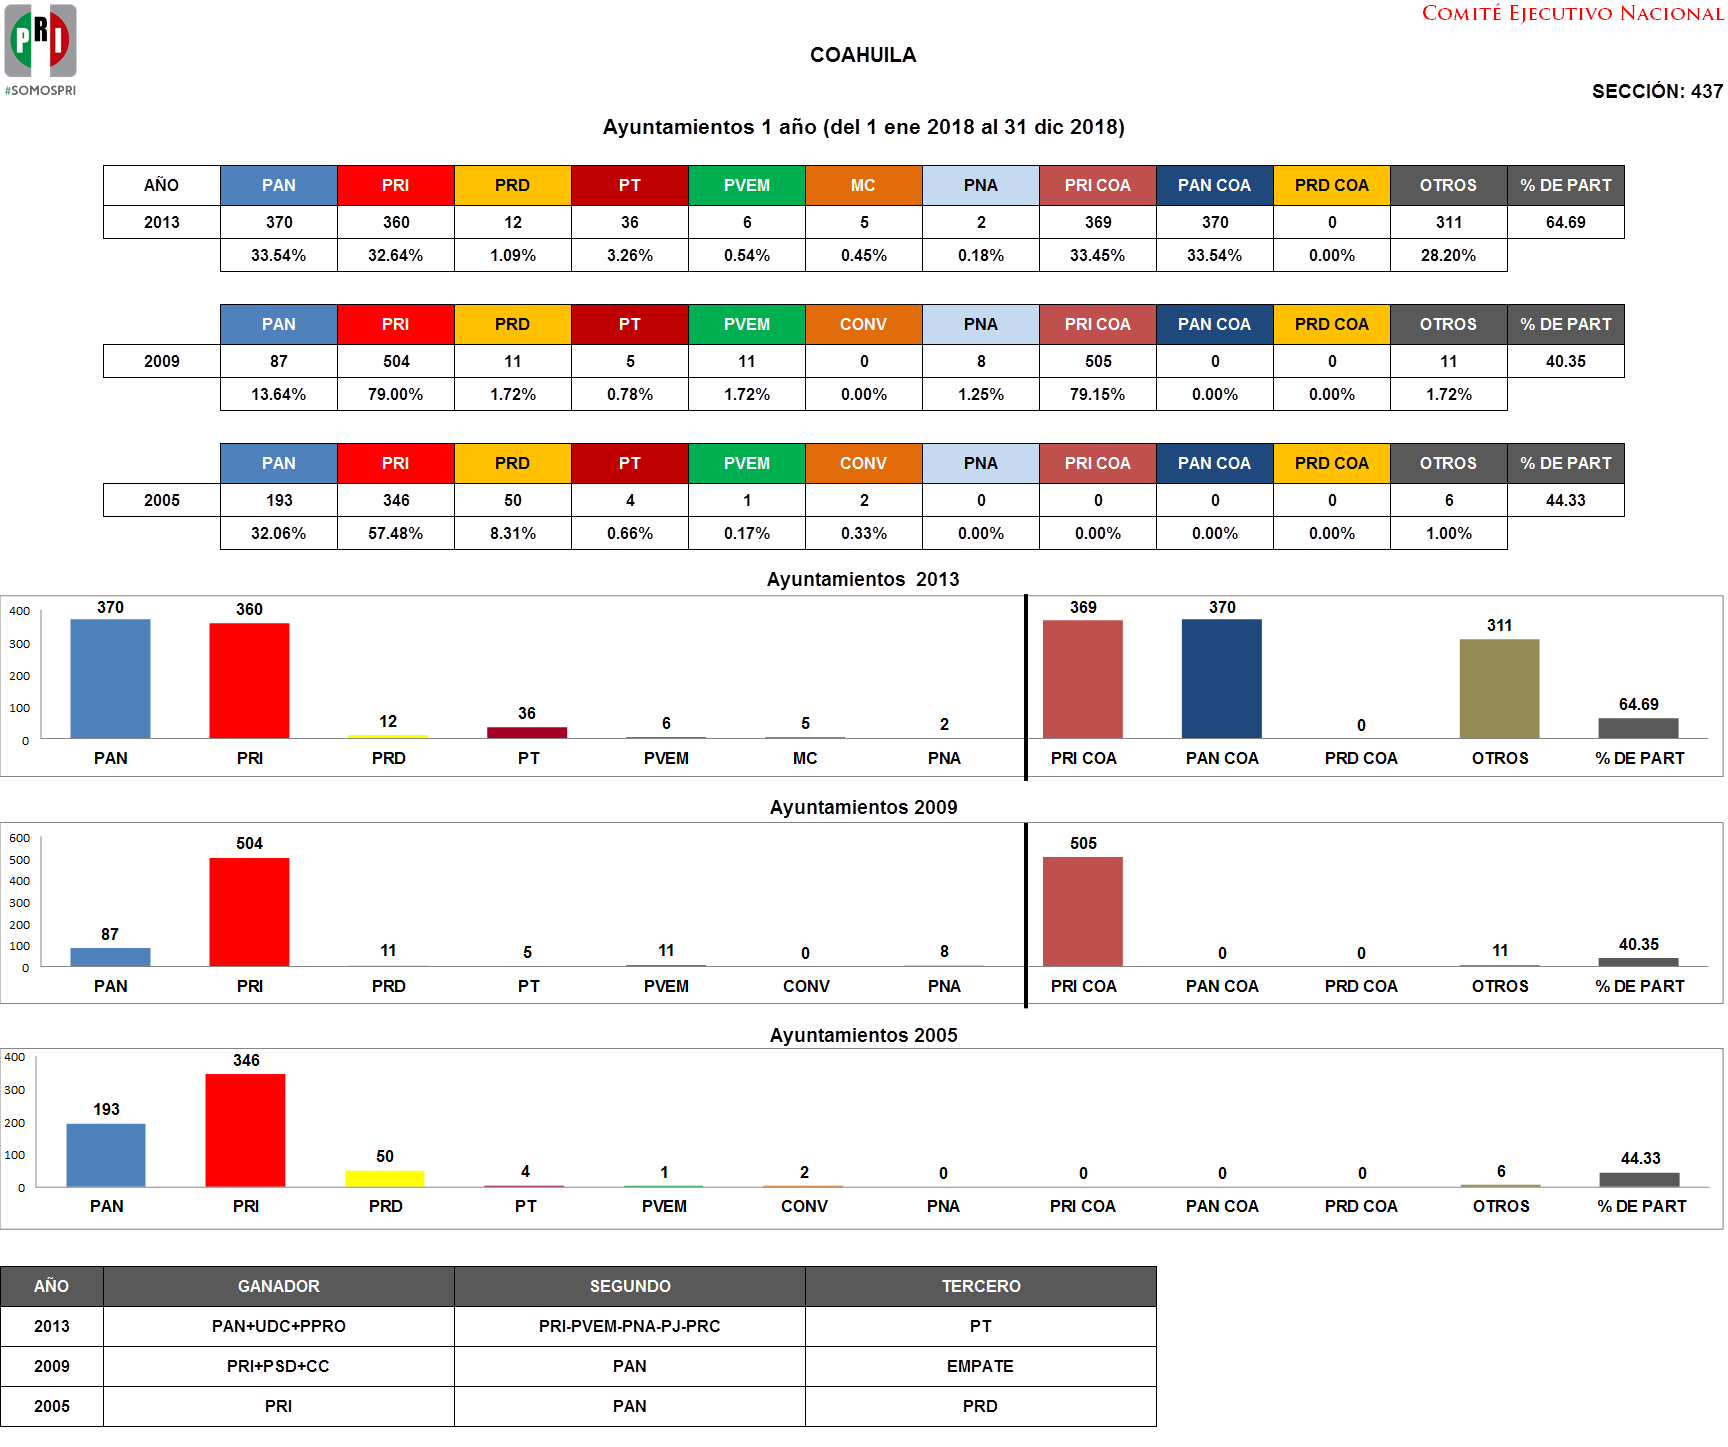 COMITÉ EJECUTIVO NACIONAL
PRI
#SOMOSPRI
COAHUILA
SECCIÓN: 437
Ayuntamientos 1 año (del 1 ene 2018 al 31 dic 2018)
AÑO PAN PRI PRD PT PVEM MC PNA PRI COA PAN COA PRD COA OTROS % DE PART
2013 370 360 12 36 6 5 2 369 370 0 311 64.69
33.54% 32.64% 1.09% 3.26% 0.54% 0.45% 0.18% 33.45% 33.54% 0.00% 28.20%
PAN PRI PRD PT PVEM CONV PNA PRI COA PAN COA PRD COA OTROS % DE PART
2009 87 504 11 5 11 0 8 505 0 0 11 40.35
13.64% 79.00% 1.72% 0.78% 1.72% 0.00% 1.25% 79.15% 0.00% 0.00% 1.72%
PAN PRI PRD PT PVEM CONV PNA PRI COA PAN COA PRD COA OTROS % DE PART
2005 193 346 50 4 1 2 0 0 0 0 6 44.33
32.06% 57.48% 8.31% 0.66% 0.17% 0.33% 0.00% 0.00% 0.00% 0.00% 1.00%
Ayuntamientos 2013
400
300
200
100
0
370 360 12 36 6 5 2 369 370 0 311 64.69
PAN PRI PRD PT PVEM MC PNA PRI COA PAN COA PRD COA OTROS % DE PART
Ayuntamientos 2009
600
500
400
300
200
100
0
87 504 11 5 11 0 8 505 0 0 11 40.35
PAN PRI PRD PT PVEM CONV PNA PRI COA PAN COA PRD COA OTROS % DE PART
Ayuntamientos 2005
400
300
200
100
0
193 346 50 4 1 2 0 0 0 0 6 44.33
PAN PRI PRD PT PVEM CONV PNA PRI COA PAN COA PRD COA OTROS % DE PART
AÑO GANADOR SEGUNDO TERCERO
2013 PAN+UDC+PPRO PRI-PVEM-PNA-PJ-PRC PT
2009 PRI+PSD+CC PAN EMPATE
2005 PRI PAN PRD